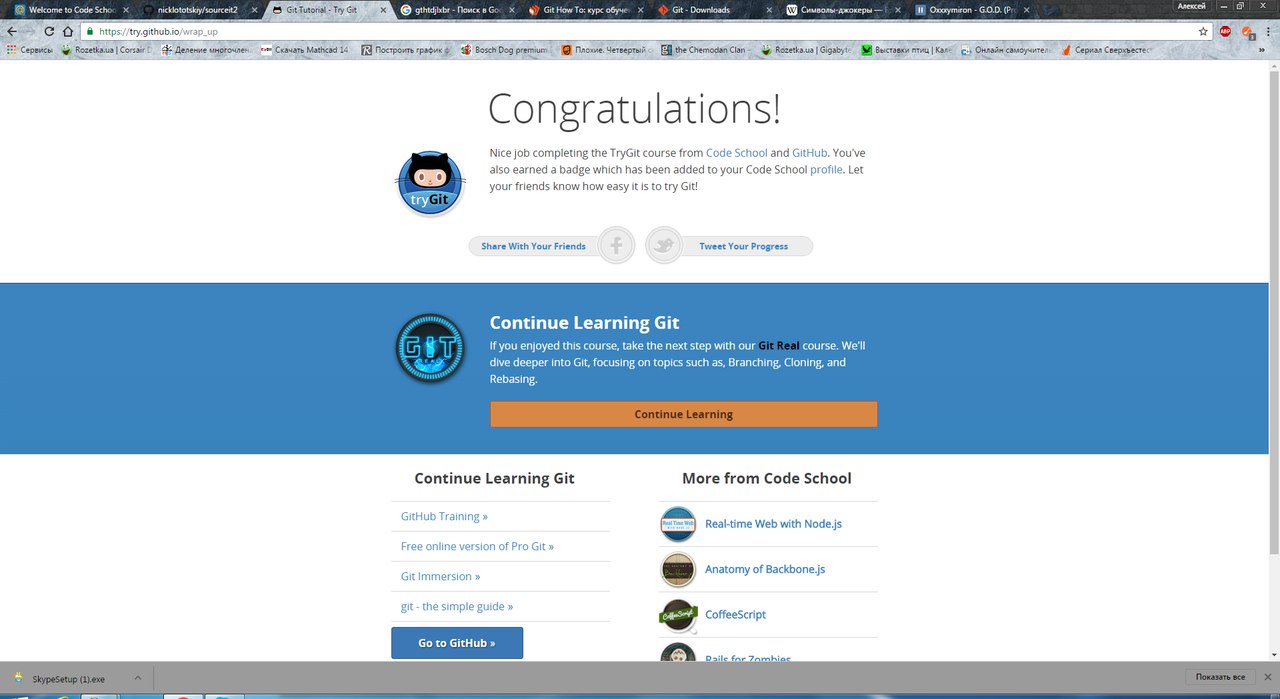 Welcome to Code Schoo
nicklototskiy/sourceit2
Git Tutorial - Try Git
gthtdjlxbr - Поиск в Goo
Git How To: курс обуче
Git - Downloads
Символы-джокеры — В
Oxxxymiron - G.O.D. (Pr
Алексей
https://try.github.io/wrap_up
ABP
Сервисы
Rozetka.ua | Corsair D
Деление многочлен
Скачать Mathcad 14
Построить график ф
Bosch Dog premium
Плохие. Четвертый с
the Chemodan Clan -
Rozetka.ua | Gigabyte
Выставки птиц | Кале
Онлайн самоучитель
Сериал Сверхъестес
»
Congratulations!
Nice job completing the TryGit course from Code School and GitHub. You've
also earned a badge which has been added to your Code School profile. Let
your friends know how easy it is to try Git!
tryGit
Share With Your Friends
Tweet Your Progress
GIT
Continue Learning Git
If you enjoyed this course, take the next step with our Git Real course. We'll
dive deeper into Git, focusing on topics such as, Branching, Cloning, and
Rebasing.
Continue Learning
Continue Learning Git
GitHub Training »
Free online version of Pro Git »
Git Immersion »
git - the simple guide »
Go to GitHub »
More from Code School
Real-time Web with Node.js
Anatomy of Backbone.js
CoffeeScript
CoffeeScript
Rails for Zombies
SkypeSetup (1).exe
Показать все